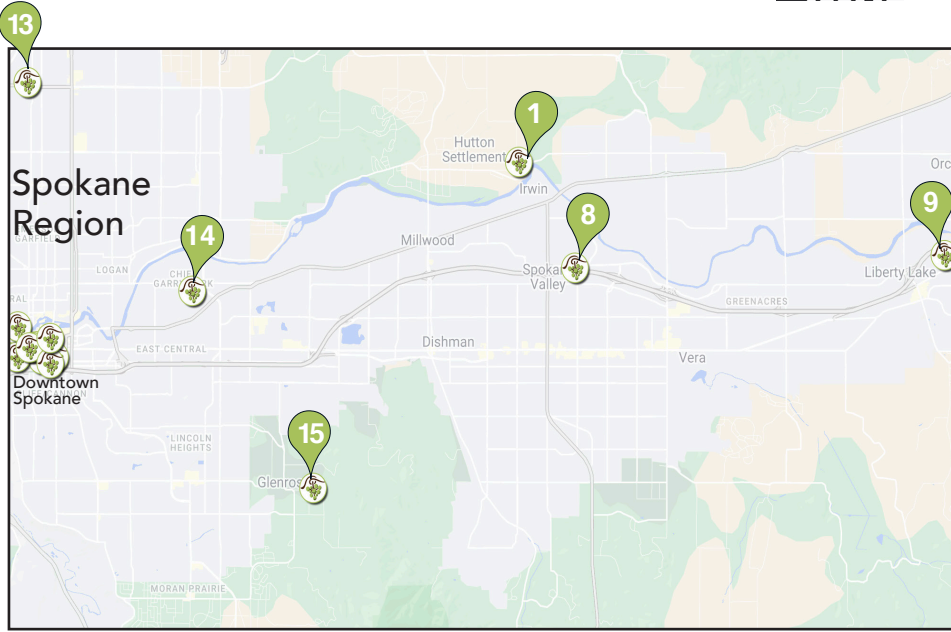 13
1
Hutton
Settlement
Irwin
Spokane
Region
14
8
9
Millwood
LOGAN
Spokane
Valley
Liberty Lake
GREENACRES
EAST CENTRAL
Dishman
Vera
Downtown
Spokane
15
LINCOLN
HEIGHTS
MORAN PRAIRIE